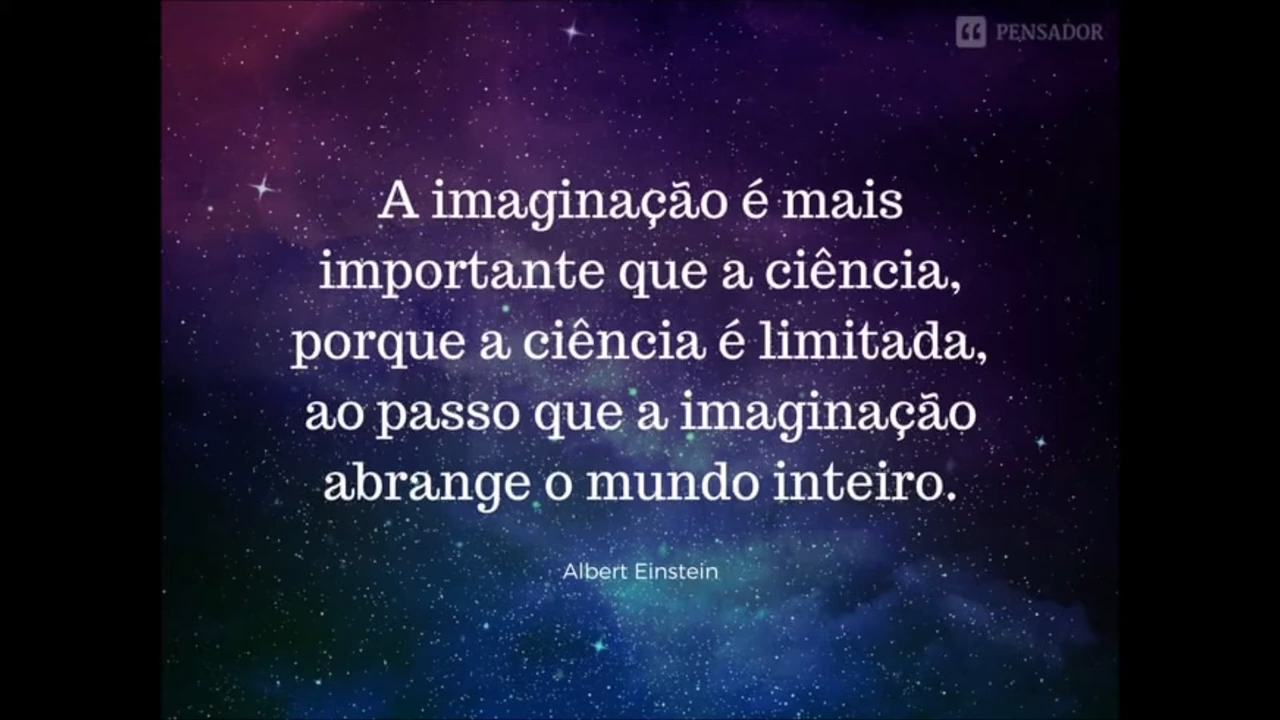 PENSADOR
A imaginação é mais
importante que a ciência,
porque a ciência é limitada,
ao passo que a imaginação
abrange o mundo inteiro.
Albert Einstein